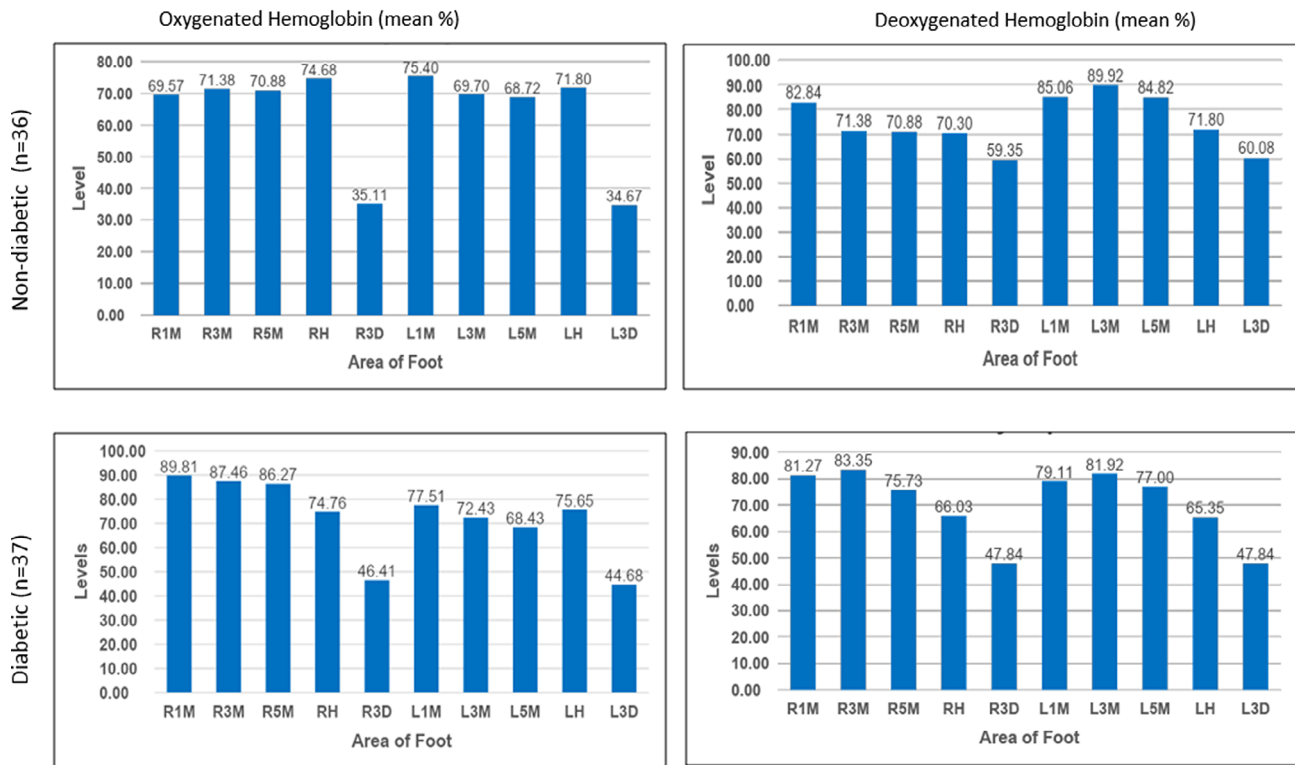 Oxygenated Hemoglobin (mean %)
Deoxygenated Hemoglobin (mean %)
Non-diabetic (n=36)
80.00
70.00
60.00
50.00
40.00
30.00
20.00
10.00
0.00
Level
69.57 71.38 70.88 74.68 35.11 75.40 69.70 68.72 71.80 34.67
R1M R3M R5M RH R3D L1M L3M L5M LH L3D
Area of Foot
100.00
90.00
80.00
70.00
60.00
50.00
40.00
30.00
20.00
10.00
0.00
Level
82.84 71.38 70.88 70.30 59.35 85.06 89.92 84.82 71.80 60.08
R1M R3M R5M RH R3D L1M L3M L5M LH L3D
Area of Foot
Diabetic (n=37)
100.00
90.00
80.00
70.00
60.00
50.00
40.00
30.00
20.00
10.00
0.00
Levels
89.81 87.46 86.27 74.76 46.41 77.51 72.43 68.43 75.65 44.68
R1M R3M R5M RH R3D L1M L3M L5M LH L3D
Area of Foot
90.00
80.00
70.00
60.00
50.00
40.00
30.00
20.00
10.00
0.00
Levels
81.27 83.35 75.73 66.03 47.84 79.11 81.92 77.00 65.35 47.84
R1M R3M R5M RH R3D L1M L3M L5M LH L3D
Area of Foot